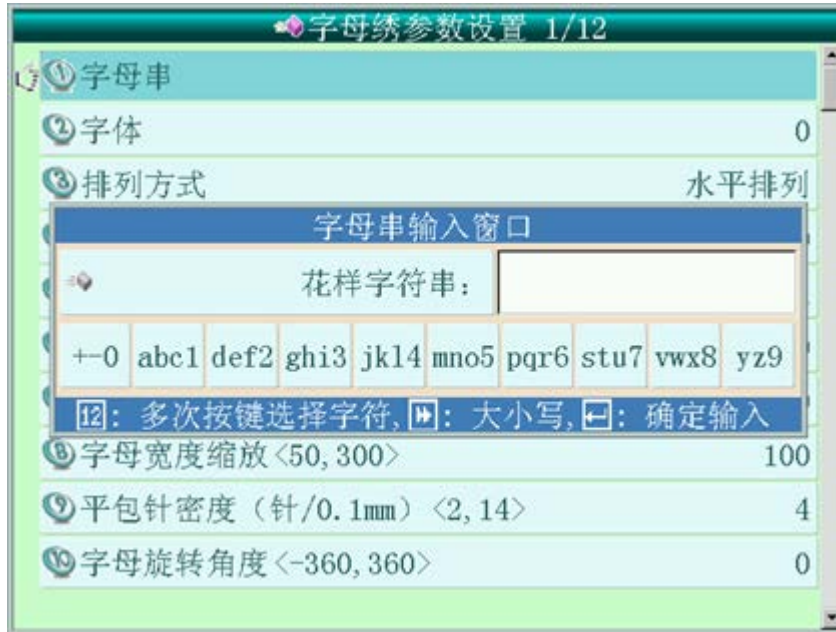 字母绣参数设置 1/12
① 字母串
② 字体 0
③ 排列方式 水平排列
字母串输入窗口
花样字符串：
+-0 abc1 def2 ghi3 jkl4 mno5 pqr6 stu7 vwx8 yz9
12： 多次按键选择字符, ： 大小写, ： 确定输入
⑧ 字母宽度缩放<50,300> 100
⑨ 平包针密度（针/0.1mm）<2,14> 4
⑩ 字母旋转角度<-360,360> 0